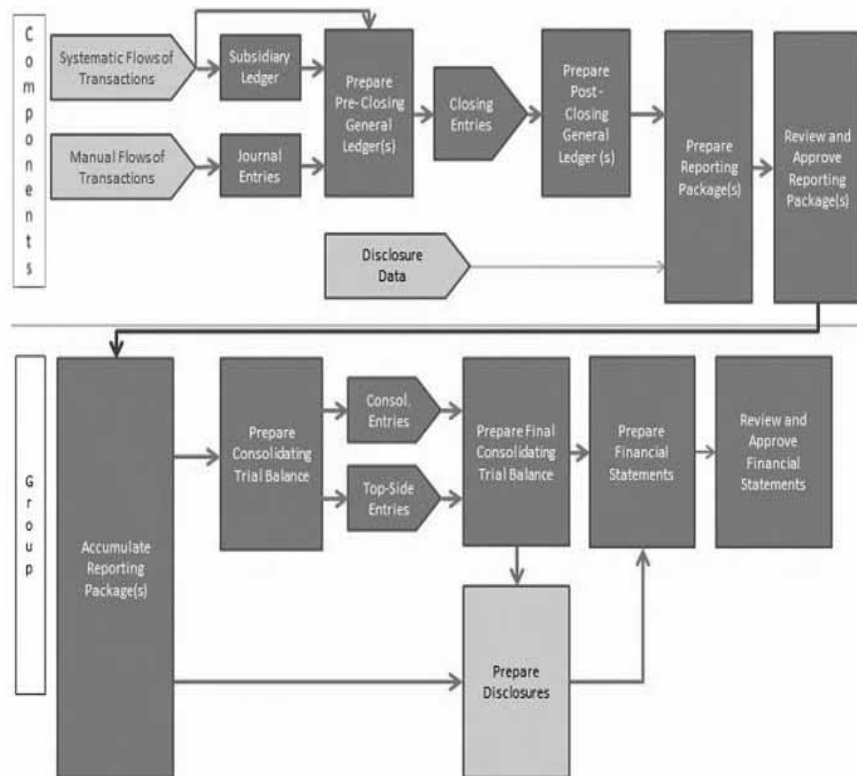 Components
Systematic Flows of
Transactions
Subsidiary
Ledger
Prepare
Pre- Closing
General
Ledger(s)
Closing
Entries
Prepare
Post -
Closing
General
Ledger (s)
Prepare
Reporting
Package(s)
Review and
Approve
Reporting
Package(s)
Manual Flows of
Transactions
Journal
Entries
Disclosure
Data
Group
Accumulate
Reporting
Package(s)
Prepare
Consolidating
Trial Balance
Consol.
Entries
Top-Side
Entries
Prepare Final
Consolidating
Trial Balance
Prepare
Financial
Statements
Review and
Approve
Financial
Statements
Prepare
Disclosures